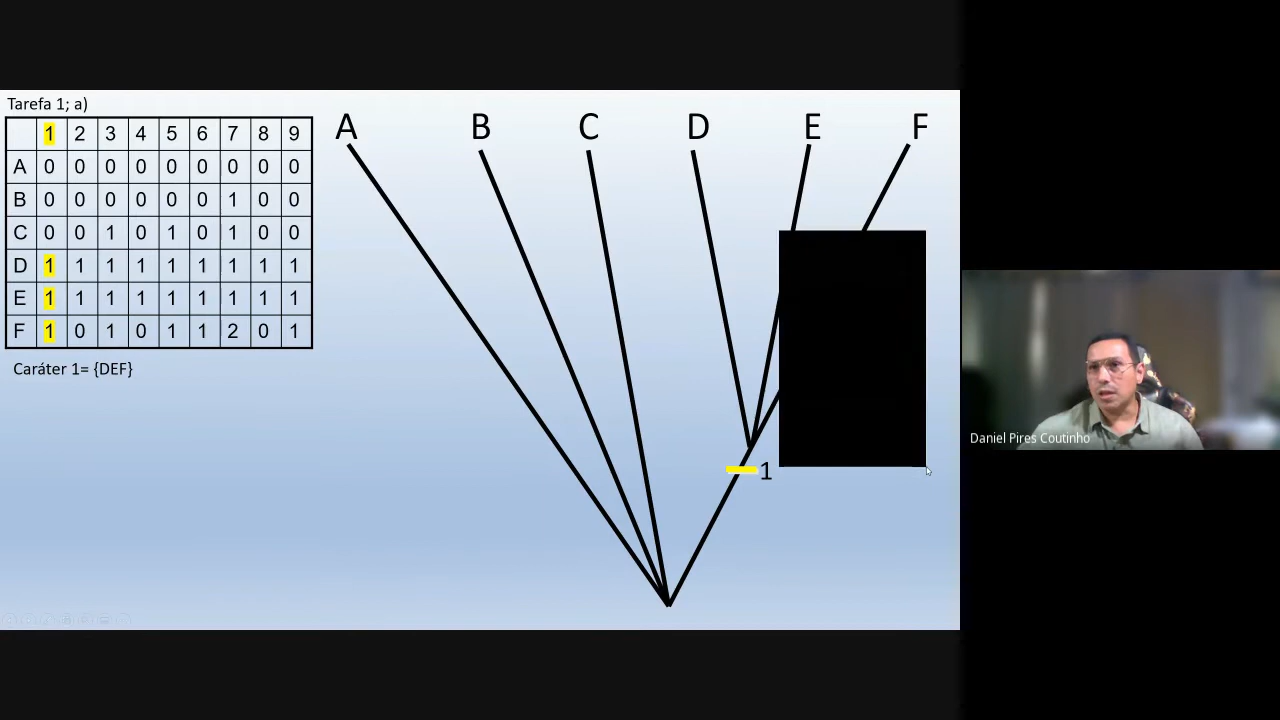 Tarefa 1; a)
1 2 3 4 5 6 7 8 9
A 0 0 0 0 0 0 0 0 0
B 0 0 0 0 0 0 1 0 0
C 0 0 1 0 1 0 1 0 0
D 1 1 1 1 1 1 1 1 1
E 1 1 1 1 1 1 1 1 1
F 1 0 1 0 1 1 2 0 1
Caráter 1= {DEF}
A B C D E F
1
Daniel Pires Coutinho